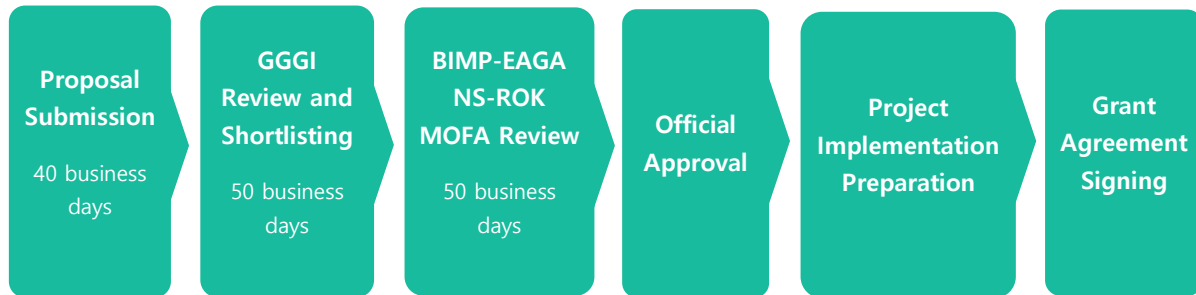 Proposal
Submission
40 business
days
GGGI
Review and
Shortlisting
50 business
days
BIMP-EAGA
NS-ROK
MOFA Review
50 business
days
Official
Approval
Project
Implementation
Preparation
Grant
Agreement
Signing